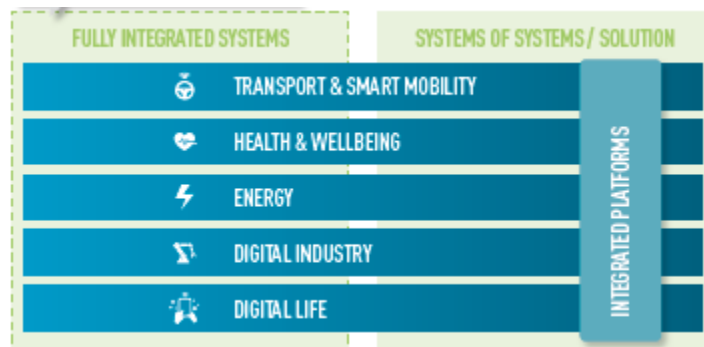 FULLY INTEGRATED SYSTEMS
SYSTEMS OF SYSTEMS / SOLUTION
TRANSPORT & SMART MOBILITY
HEALTH & WELLBEING
ENERGY
DIGITAL INDUSTRY
DIGITAL LIFE
INTEGRATED PLATFORMS